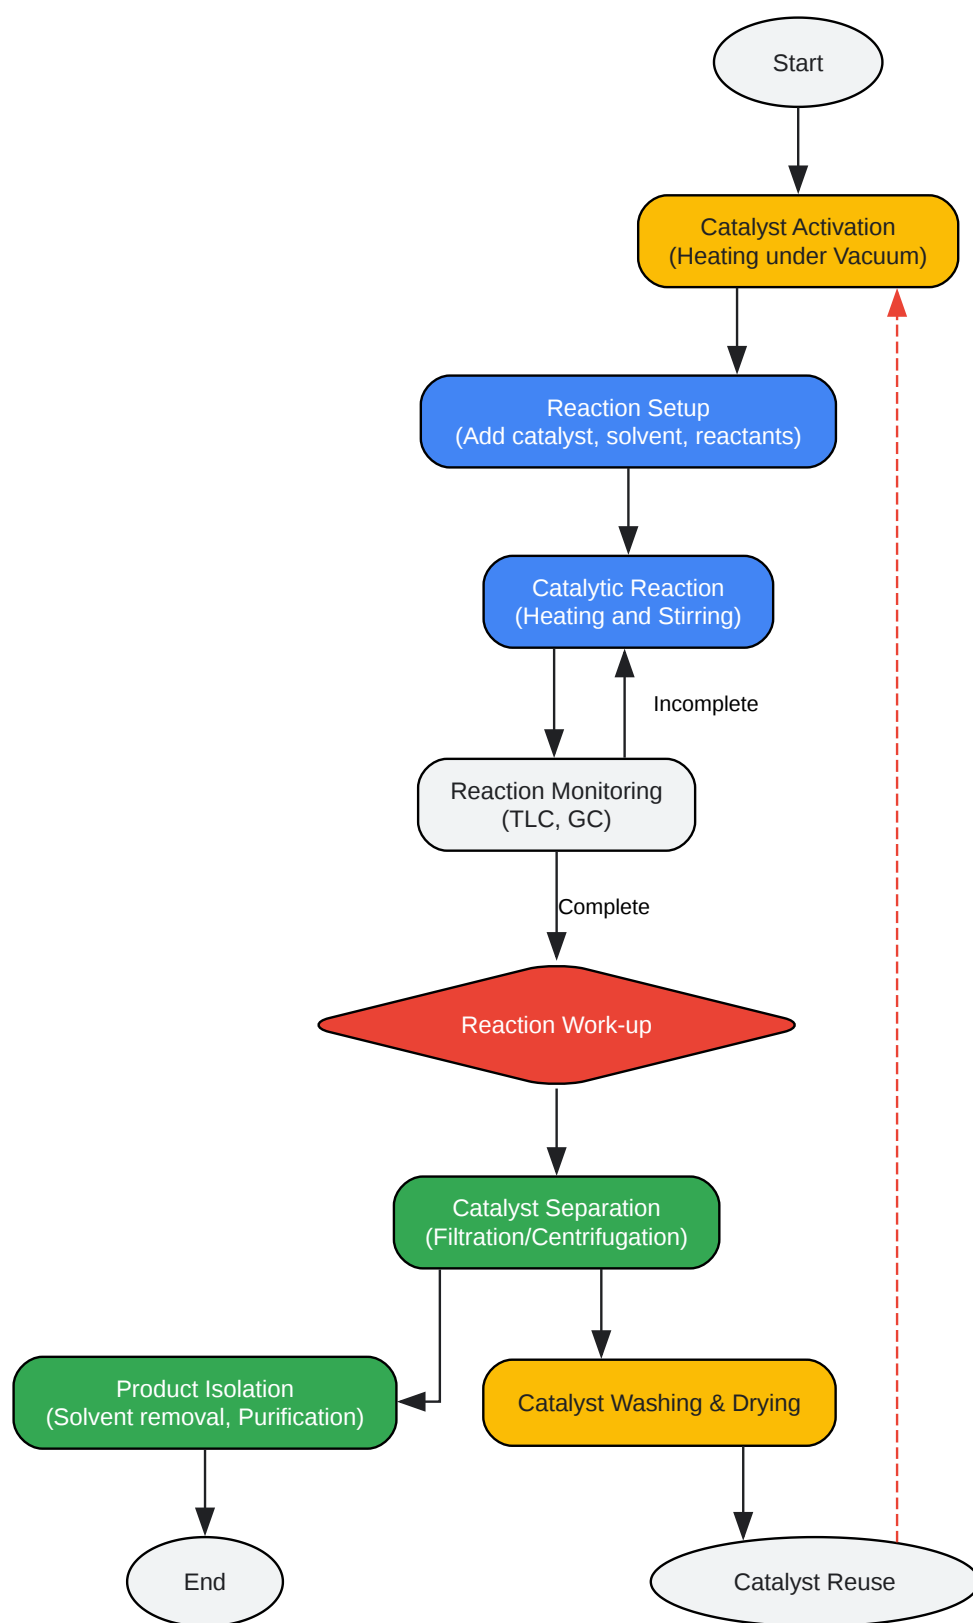 Start
Catalyst Activation
(Heating under Vacuum)
Reaction Setup
(Add catalyst, solvent, reactants)
Catalytic Reaction
(Heating and Stirring)
Incomplete
Reaction Monitoring
(TLC, GC)
Complete
Reaction Work-up
Catalyst Separation
(Filtration/Centrifugation)
Product Isolation
(Solvent removal, Purification)
Catalyst Washing & Drying
End
Catalyst Reuse